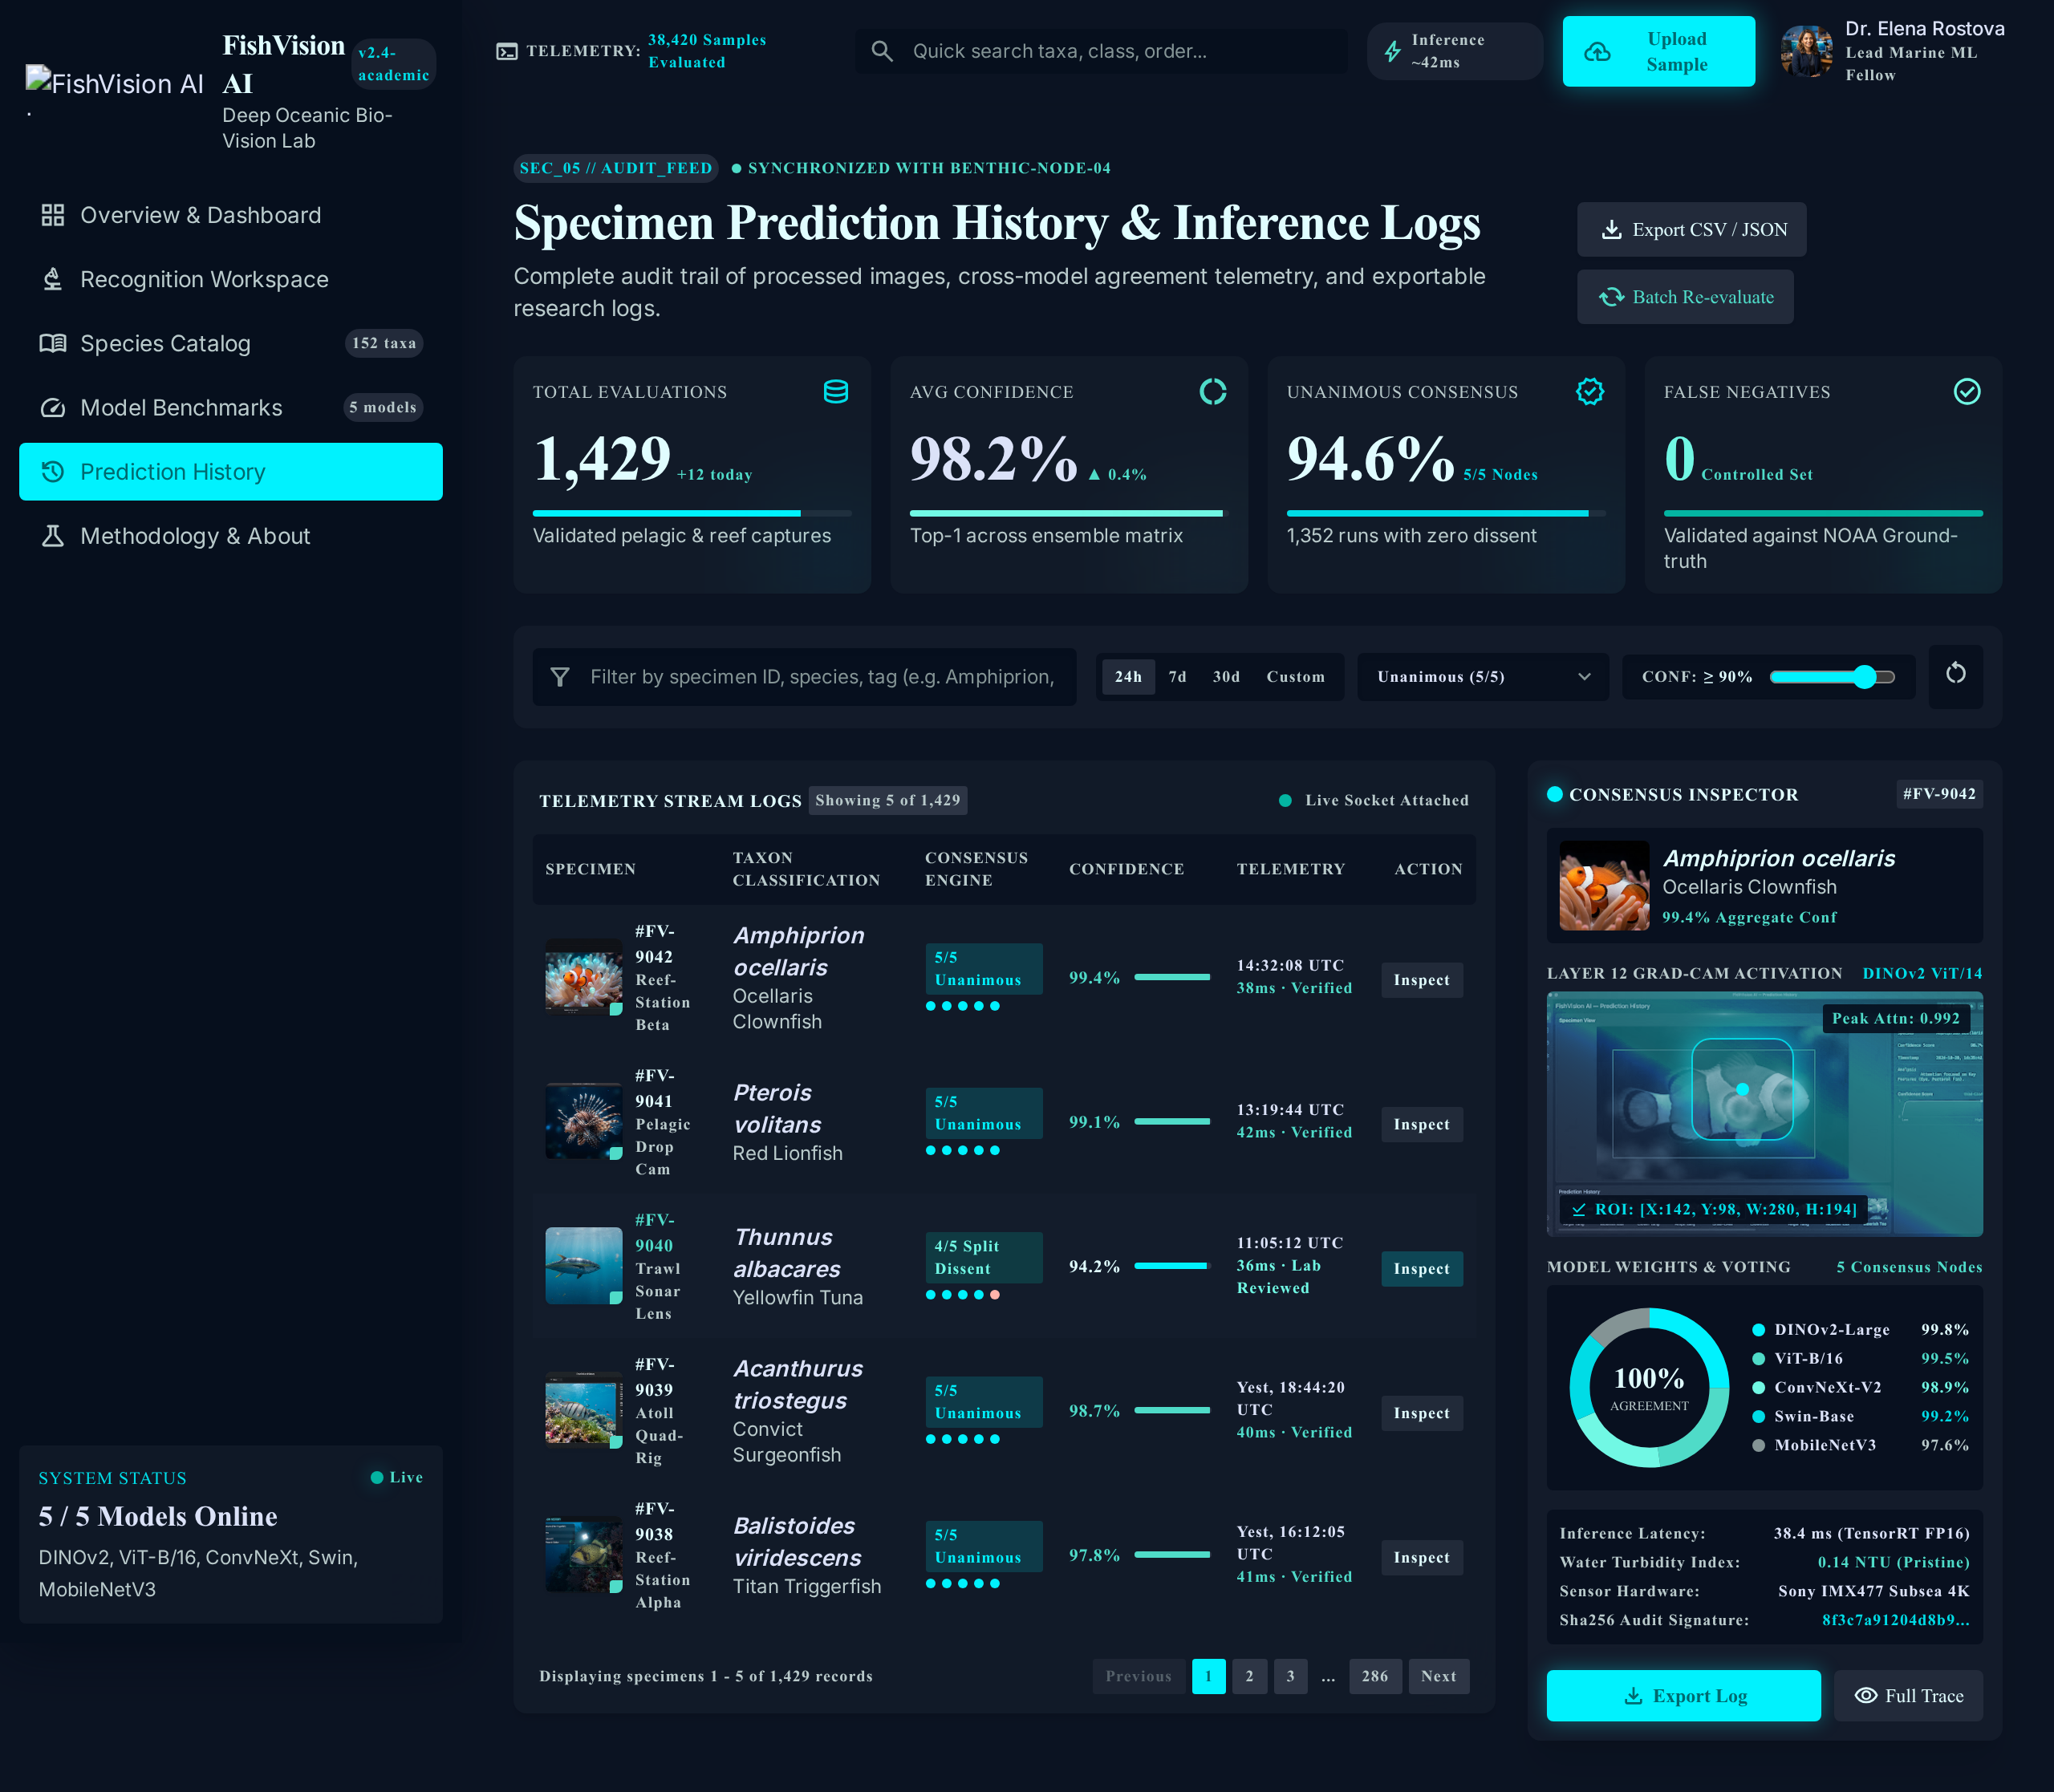 FishVision AI
FishVision
AI
v2.4-
academic
Deep Oceanic Bio-
Vision Lab
Overview & Dashboard
Recognition Workspace
Species Catalog
152 taxa
Model Benchmarks
5 models
Prediction History
Methodology & About
SYSTEM STATUS
Live
5 / 5 Models Online
DINOv2, ViT-B/16, ConvNeXt, Swin,
MobileNetV3
TELEMETRY:
38,420 Samples
Evaluated
Quick search taxa, class, order...
Inference
~42ms
Upload
Sample
Dr. Elena Rostova
Lead Marine ML
Fellow
SEC_05 // AUDIT_FEED
SYNCHRONIZED WITH BENTHIC-NODE-04
Specimen Prediction History & Inference Logs
Complete audit trail of processed images, cross-model agreement telemetry, and exportable
research logs.
Export CSV / JSON
Batch Re-evaluate
TOTAL EVALUATIONS
1,429 +12 today
Validated pelagic & reef captures
AVG CONFIDENCE
98.2% ▲ 0.4%
Top-1 across ensemble matrix
UNANIMOUS CONSENSUS
94.6% 5/5 Nodes
1,352 runs with zero dissent
FALSE NEGATIVES
0 Controlled Set
Validated against NOAA Ground-
truth
Filter by specimen ID, species, tag (e.g. Amphiprion,
24h
7d
30d
Custom
Unanimous (5/5)
CONF: ≥ 90%
TELEMETRY STREAM LOGS
Showing 5 of 1,429
Live Socket Attached
SPECIMEN
TAXON
CLASSIFICATION
CONSENSUS
ENGINE
CONFIDENCE
TELEMETRY
ACTION
#FV-
9042
Reef-
Station
Beta
Amphiprion
ocellaris
Ocellaris
Clownfish
5/5
Unanimous
99.4%
14:32:08 UTC
38ms · Verified
Inspect
#FV-
9041
Pelagic
Drop
Cam
Pterois
volitans
Red Lionfish
5/5
Unanimous
99.1%
13:19:44 UTC
42ms · Verified
Inspect
#FV-
9040
Trawl
Sonar
Lens
Thunnus
albacares
Yellowfin Tuna
4/5 Split
Dissent
94.2%
11:05:12 UTC
36ms · Lab
Reviewed
Inspect
#FV-
9039
Atoll
Quad-
Rig
Acanthurus
triostegus
Convict
Surgeonfish
5/5
Unanimous
98.7%
Yest, 18:44:20
UTC
40ms · Verified
Inspect
#FV-
9038
Reef-
Station
Alpha
Balistoides
viridescens
Titan Triggerfish
5/5
Unanimous
97.8%
Yest, 16:12:05
UTC
41ms · Verified
Inspect
Displaying specimens 1 - 5 of 1,429 records
Previous
1
2
3
...
286
Next
CONSENSUS INSPECTOR
#FV-9042
Amphiprion ocellaris
Ocellaris Clownfish
99.4% Aggregate Conf
LAYER 12 GRAD-CAM ACTIVATION
DINOv2 ViT/14
FishVision AI — Prediction History
Specimen View
Peak Attn: 0.992
Prediction History
ROI: [X:142, Y:98, W:280, H:194]
MODEL WEIGHTS & VOTING
5 Consensus Nodes
100%
AGREEMENT
DINOv2-Large 99.8%
ViT-B/16 99.5%
ConvNeXt-V2 98.9%
Swin-Base 99.2%
MobileNetV3 97.6%
Inference Latency: 38.4 ms (TensorRT FP16)
Water Turbidity Index: 0.14 NTU (Pristine)
Sensor Hardware: Sony IMX477 Subsea 4K
Sha256 Audit Signature: 8f3c7a91204d8b9...
Export Log
Full Trace